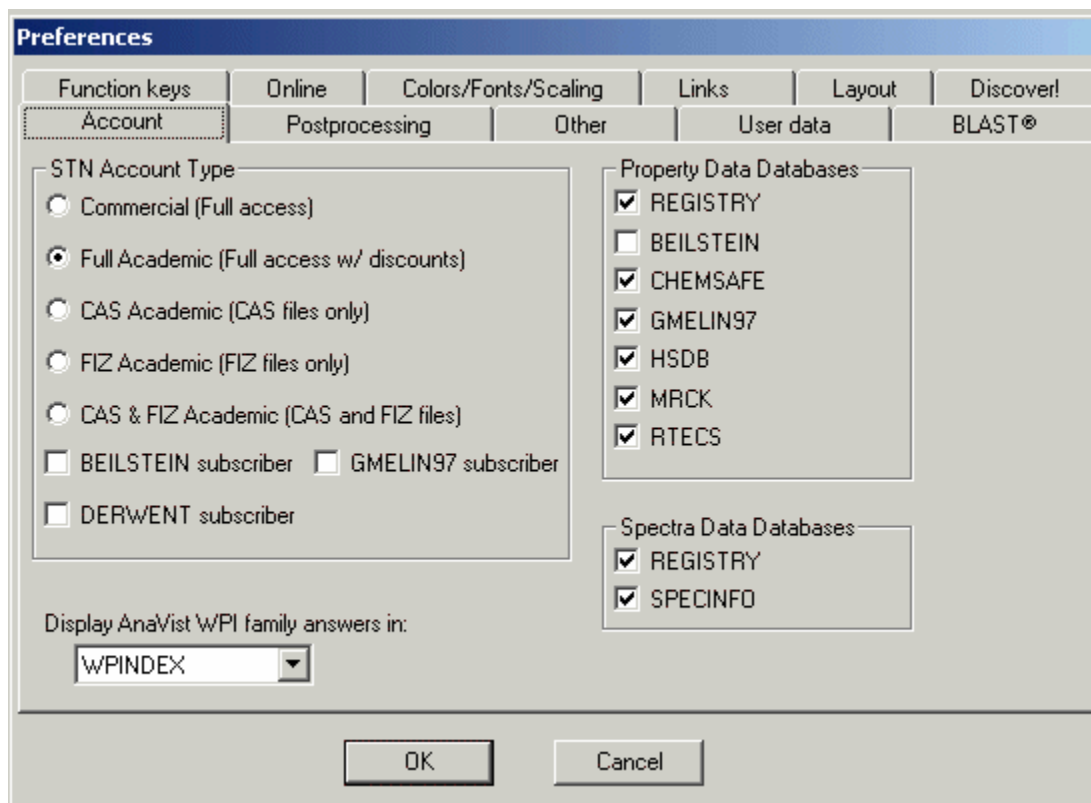 Preferences
Function keys Online Colors/Fonts/Scaling Links Layout Discover!
Account Postprocessing Other User data BLAST®
STN Account Type
Commercial (Full access)
Full Academic (Full access w/ discounts)
CAS Academic (CAS files only)
FIZ Academic (FIZ files only)
CAS & FIZ Academic (CAS and FIZ files)
BEILSTEIN subscriber GMELIN97 subscriber
DERWENT subscriber
Property Data Databases
REGISTRY
BEILSTEIN
CHEMSAFE
GMELIN97
HSDB
MRCK
RTECS
Spectra Data Databases
REGISTRY
SPECINFO
Display AnaVist WPI family answers in:
WPINDEX
OK Cancel